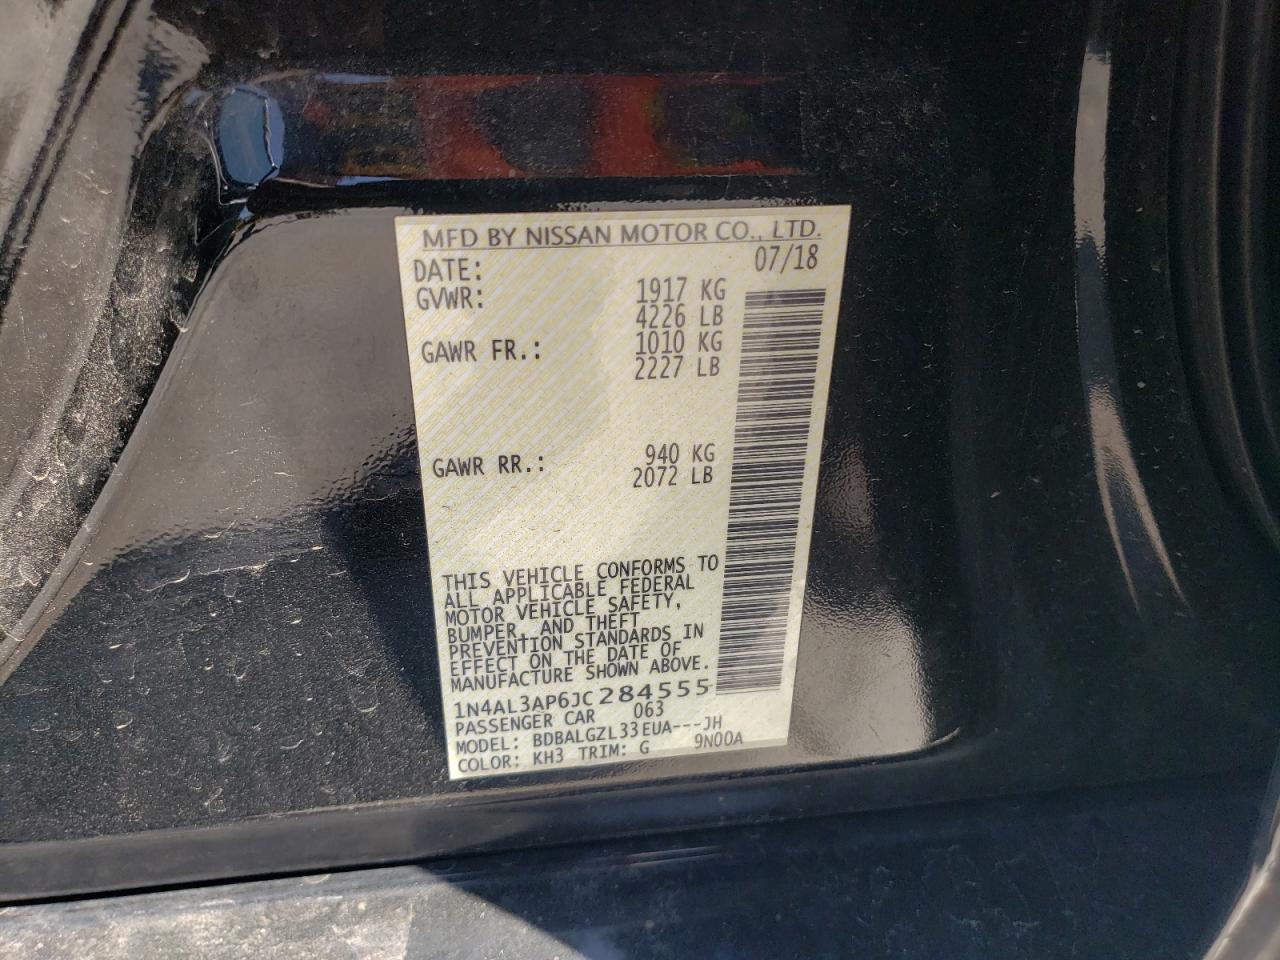 MFD BY NISSAN MOTOR CO., LTD.
DATE: 07/18
GVWR: 1917 KG
4226 LB
GAWR FR.: 1010 KG
2227 LB
GAWR RR.: 940 KG
2072 LB
THIS VEHICLE CONFORMS TO
ALL APPLICABLE FEDERAL
MOTOR VEHICLE SAFETY,
BUMPER, AND THEFT
PREVENTION STANDARDS IN
EFFECT ON THE DATE OF
MANUFACTURE SHOWN ABOVE.
1N4AL3AP6JC284555
PASSENGER CAR 063
MODEL: BDBALGZL33EUA---JH
COLOR: KH3 TRIM: G 9N00A